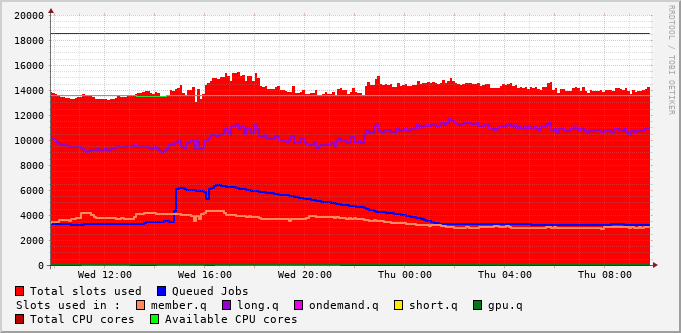 RRDTOOL / TOBI OETIKER
20000
18000
16000
14000
12000
10000
8000
6000
4000
2000
0
Wed 12:00 Wed 16:00 Wed 20:00 Thu 00:00 Thu 04:00 Thu 08:00
Total slots used Queued Jobs
Slots used in : member.q long.q ondemand.q short.q gpu.q
Total CPU cores Available CPU cores